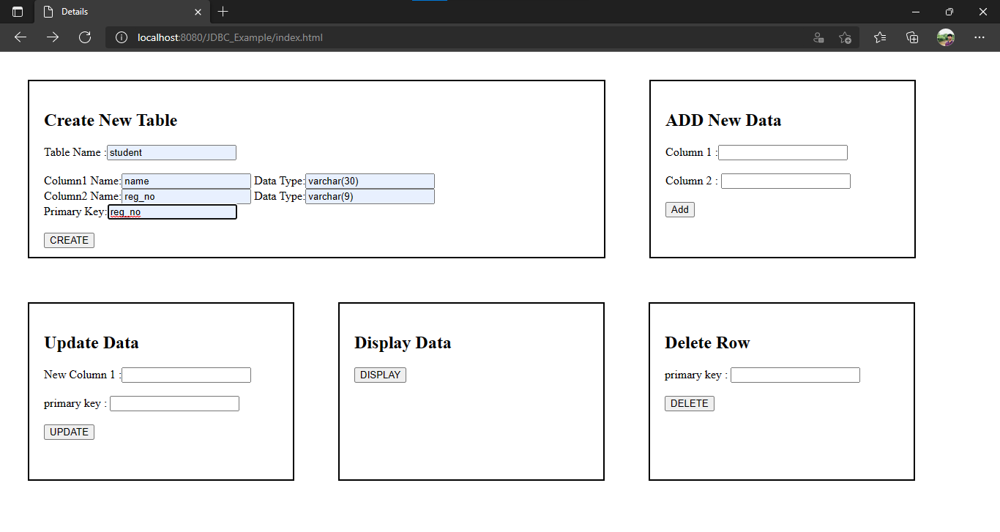 Details
localhost:8080/JDBC_Example/index.html
Create New Table
Table Name :student
Column1 Name: name Data Type: varchar(30)
Column2 Name: reg_no Data Type: varchar(9)
Primary Key: reg_no
CREATE
ADD New Data
Column 1 :
Column 2 :
Add
Update Data
New Column 1 :
primary key :
UPDATE
Display Data
DISPLAY
Delete Row
primary key :
DELETE